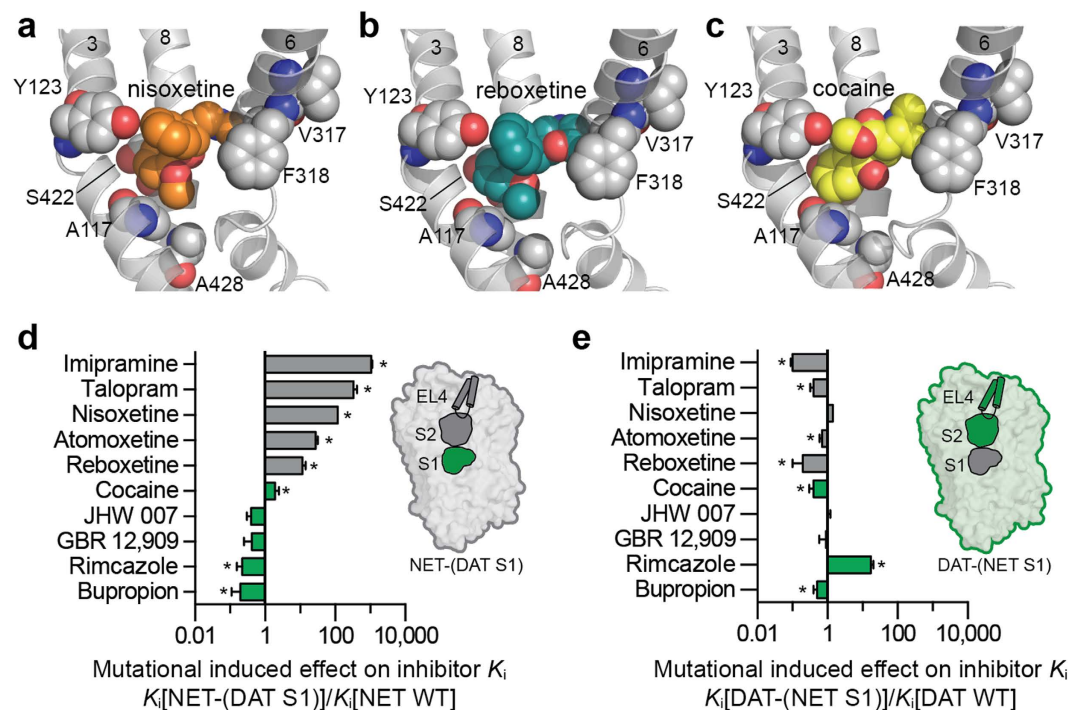 a
3
8
6
Y123
nisoxetine
V317
F318
S422
A117
A428
b
3
8
6
Y123
reboxetine
V317
F318
S422
A117
A428
c
3
8
6
Y123
cocaine
V317
F318
S422
A117
A428
d
Imipramine
*
Talopram
*
Nisoxetine
*
Atomoxetine
*
Reboxetine
*
Cocaine
*
JHW 007
GBR 12,909
Rimcazole
*
Bupropion
*
EL4
S2
S1
NET-(DAT S1)
0.01
1
100
10,000
Mutational induced effect on inhibitor Ki
Ki[NET-(DAT S1)]/Ki[NET WT]
e
Imipramine
*
Talopram
*
Nisoxetine
Atomoxetine
*
Reboxetine
*
Cocaine
*
JHW 007
GBR 12,909
Rimcazole
*
Bupropion
*
EL4
S2
S1
DAT-(NET S1)
0.01
1
100
10,000
Mutational induced effect on inhibitor Ki
Ki[DAT-(NET S1)]/Ki[DAT WT]